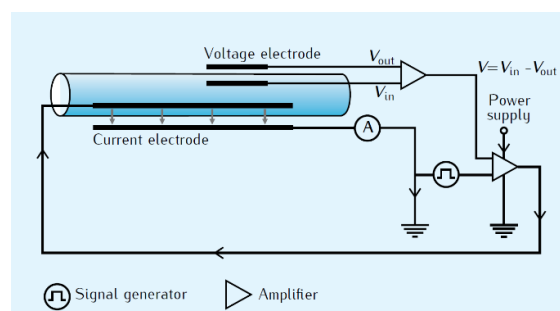 Voltage electrode
Vout
V=Vin -Vout
Vin
Power
supply
Current electrode
A
Signal generator
Amplifier